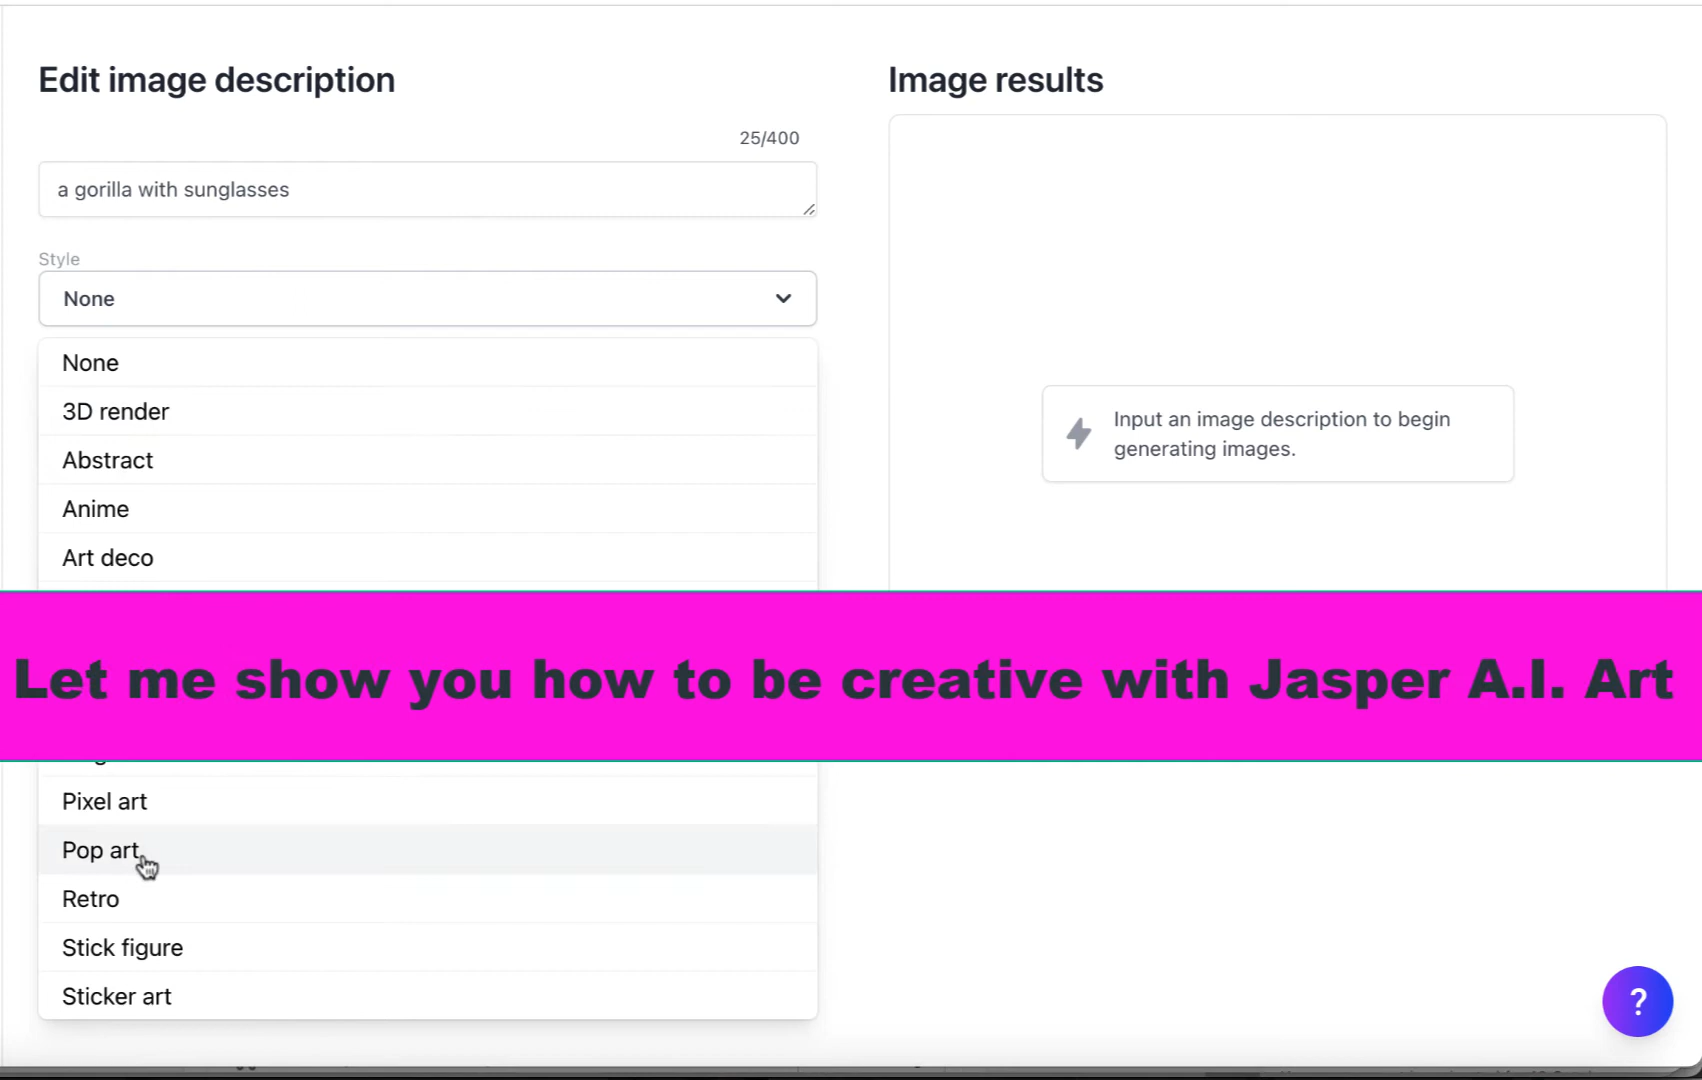 Edit image description
Image results
25/400
a gorilla with sunglasses
Style
None
None
3D render
Input an image description to begin
generating images.
Abstract
Anime
Art deco
Let me show you how to be creative with Jasper A.I. Art
Pixel art
Pop art
Retro
Stick figure
Sticker art
?